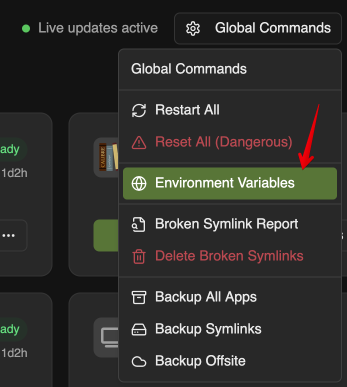 Live updates active
Global Commands
Global Commands
Restart All
Reset All (Dangerous)
Environment Variables
Broken Symlink Report
Delete Broken Symlinks
Backup All Apps
Backup Symlinks
Backup Offsite
ady
1d2h
ady
1d2h